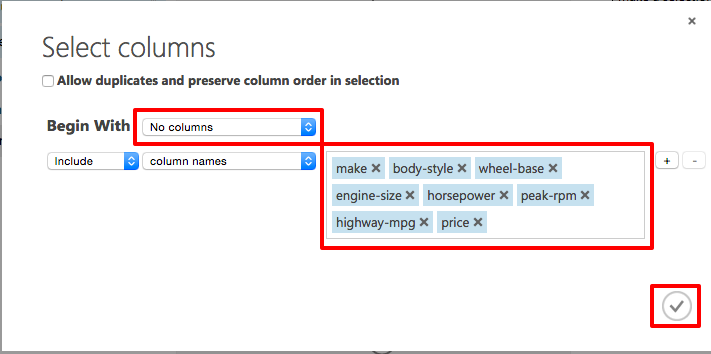 Select columns
Allow duplicates and preserve column order in selection
Begin With No columns
Include column names
make body-style wheel-base
engine-size horsepower peak-rpm
highway-mpg price